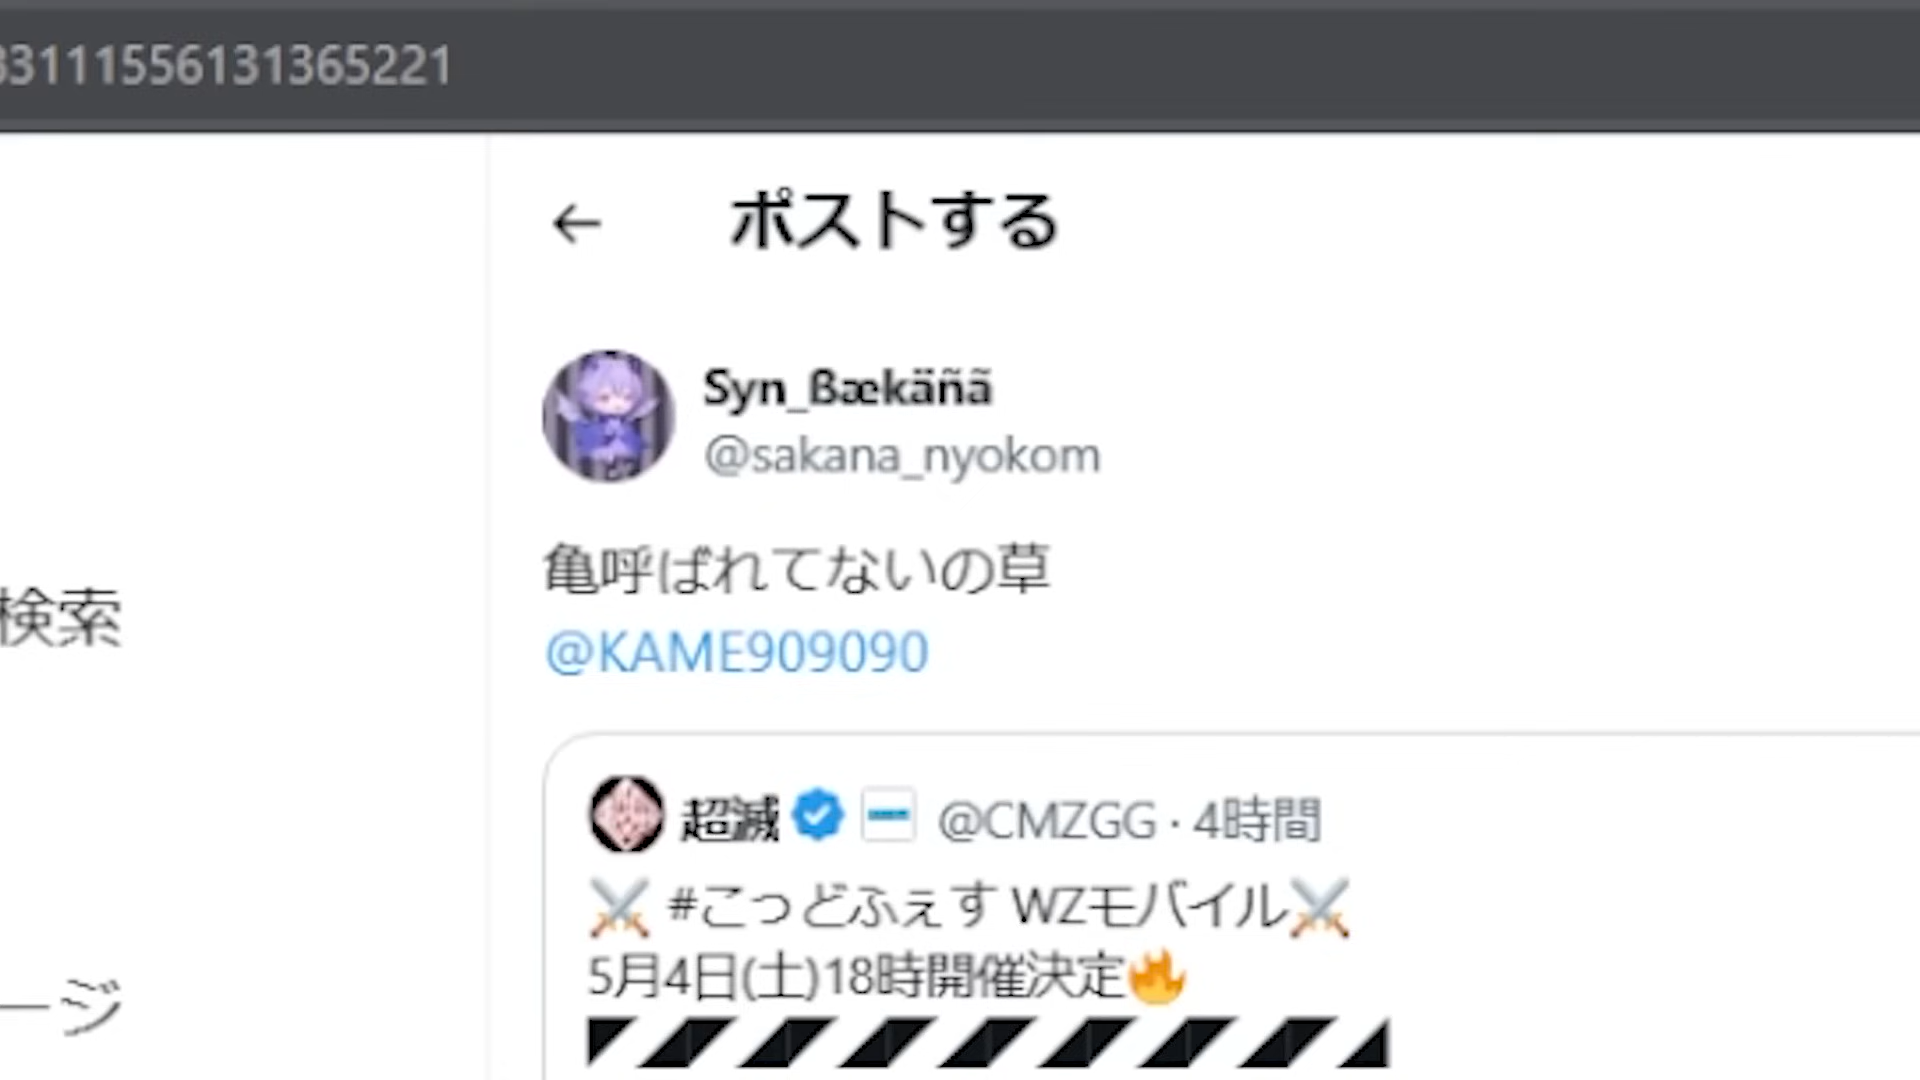 33111556131365221
ポストする
Syn_ßækäñã
@sakana_nyokom
亀呼ばれてないの草
@KAME909090
検索
超滅 @CMZGG · 4時間
#こっどふぇす WZモバイル
5月4日(土)18時開催決定🔥
ージ